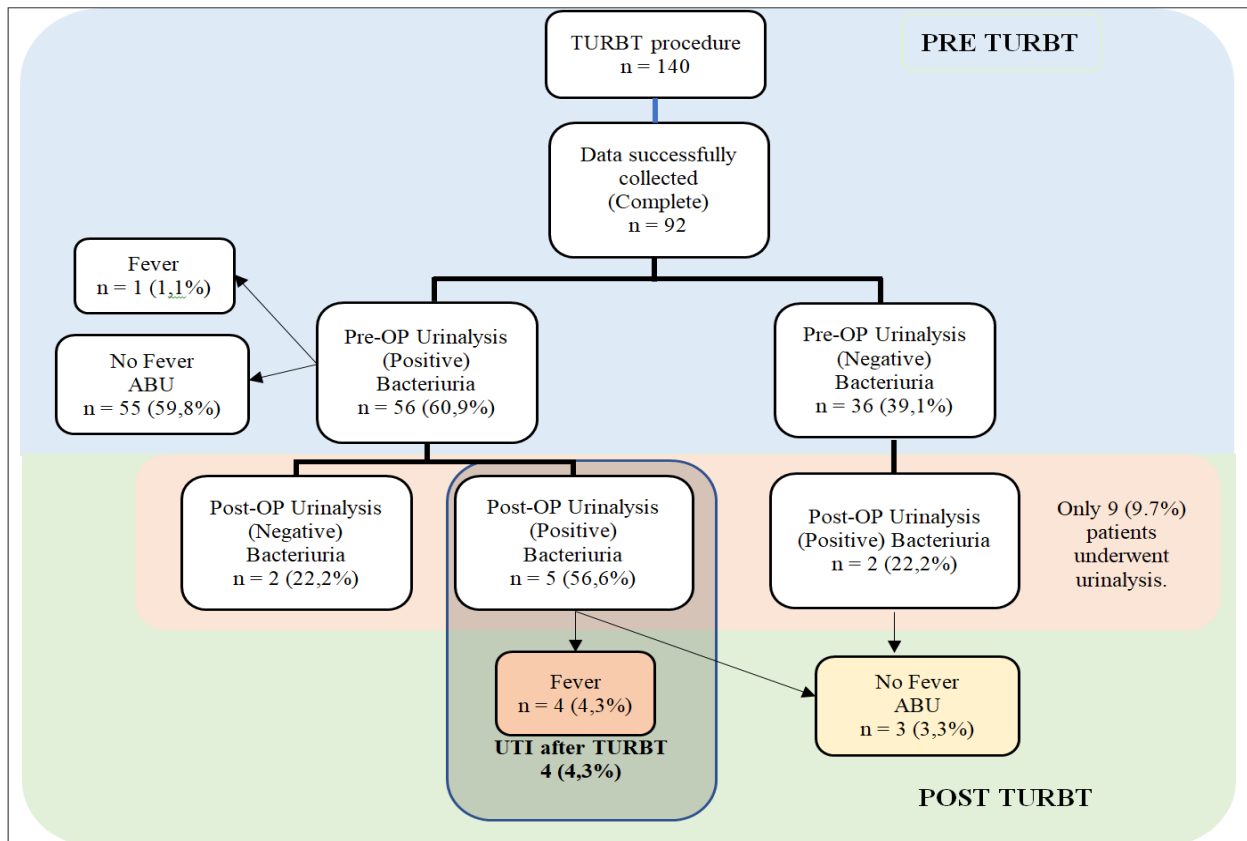 PRE TURBT
TURBT procedure
n = 140
Data successfully
collected
(Complete)
n = 92
Fever
n = 1 (1,1%)
No Fever
ABU
n = 55 (59,8%)
Pre-OP Urinalysis
(Positive)
Bacteriuria
n = 56 (60,9%)
Pre-OP Urinalysis
(Negative)
Bacteriuria
n = 36 (39,1%)
Post-OP Urinalysis
(Negative)
Bacteriuria
n = 2 (22,2%)
Post-OP Urinalysis
(Positive)
Bacteriuria
n = 5 (56,6%)
Post-OP Urinalysis
(Positive) Bacteriuria
n = 2 (22,2%)
Only 9 (9.7%)
patients
underwent
urinalysis.
Fever
n = 4 (4,3%)
UTI after TURBT
4 (4,3%)
No Fever
ABU
n = 3 (3,3%)
POST TURBT